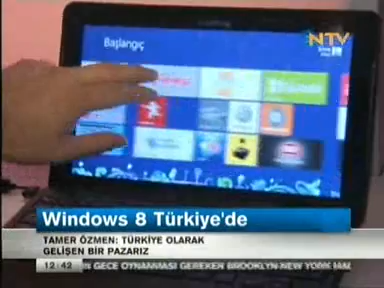 Başlangıç
NTV
Windows 8 Türkiye'de
TAMER ÖZMEN: TÜRKİYE OLARAK
GELİŞEN BİR PAZARIZ
12:42 GECE OYNANMASI GEREKEN BROOKLYN-NEW YORK